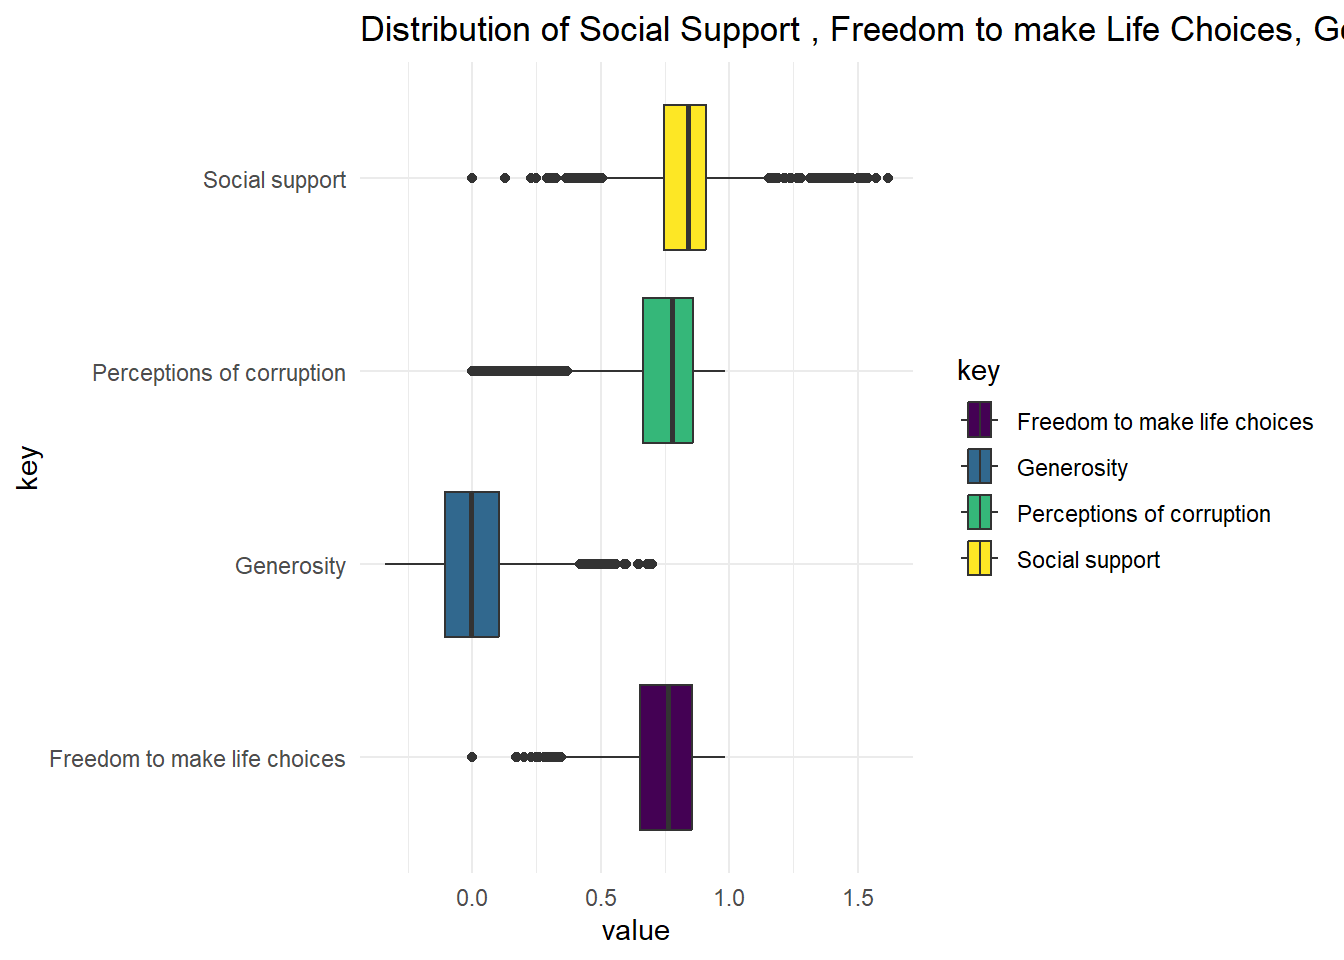 Distribution of Social Support , Freedom to make Life Choices, Ge
Social support
Perceptions of corruption
Generosity
Freedom to make life choices
key
0.0 0.5 1.0 1.5
value
key
Freedom to make life choices
Generosity
Perceptions of corruption
Social support